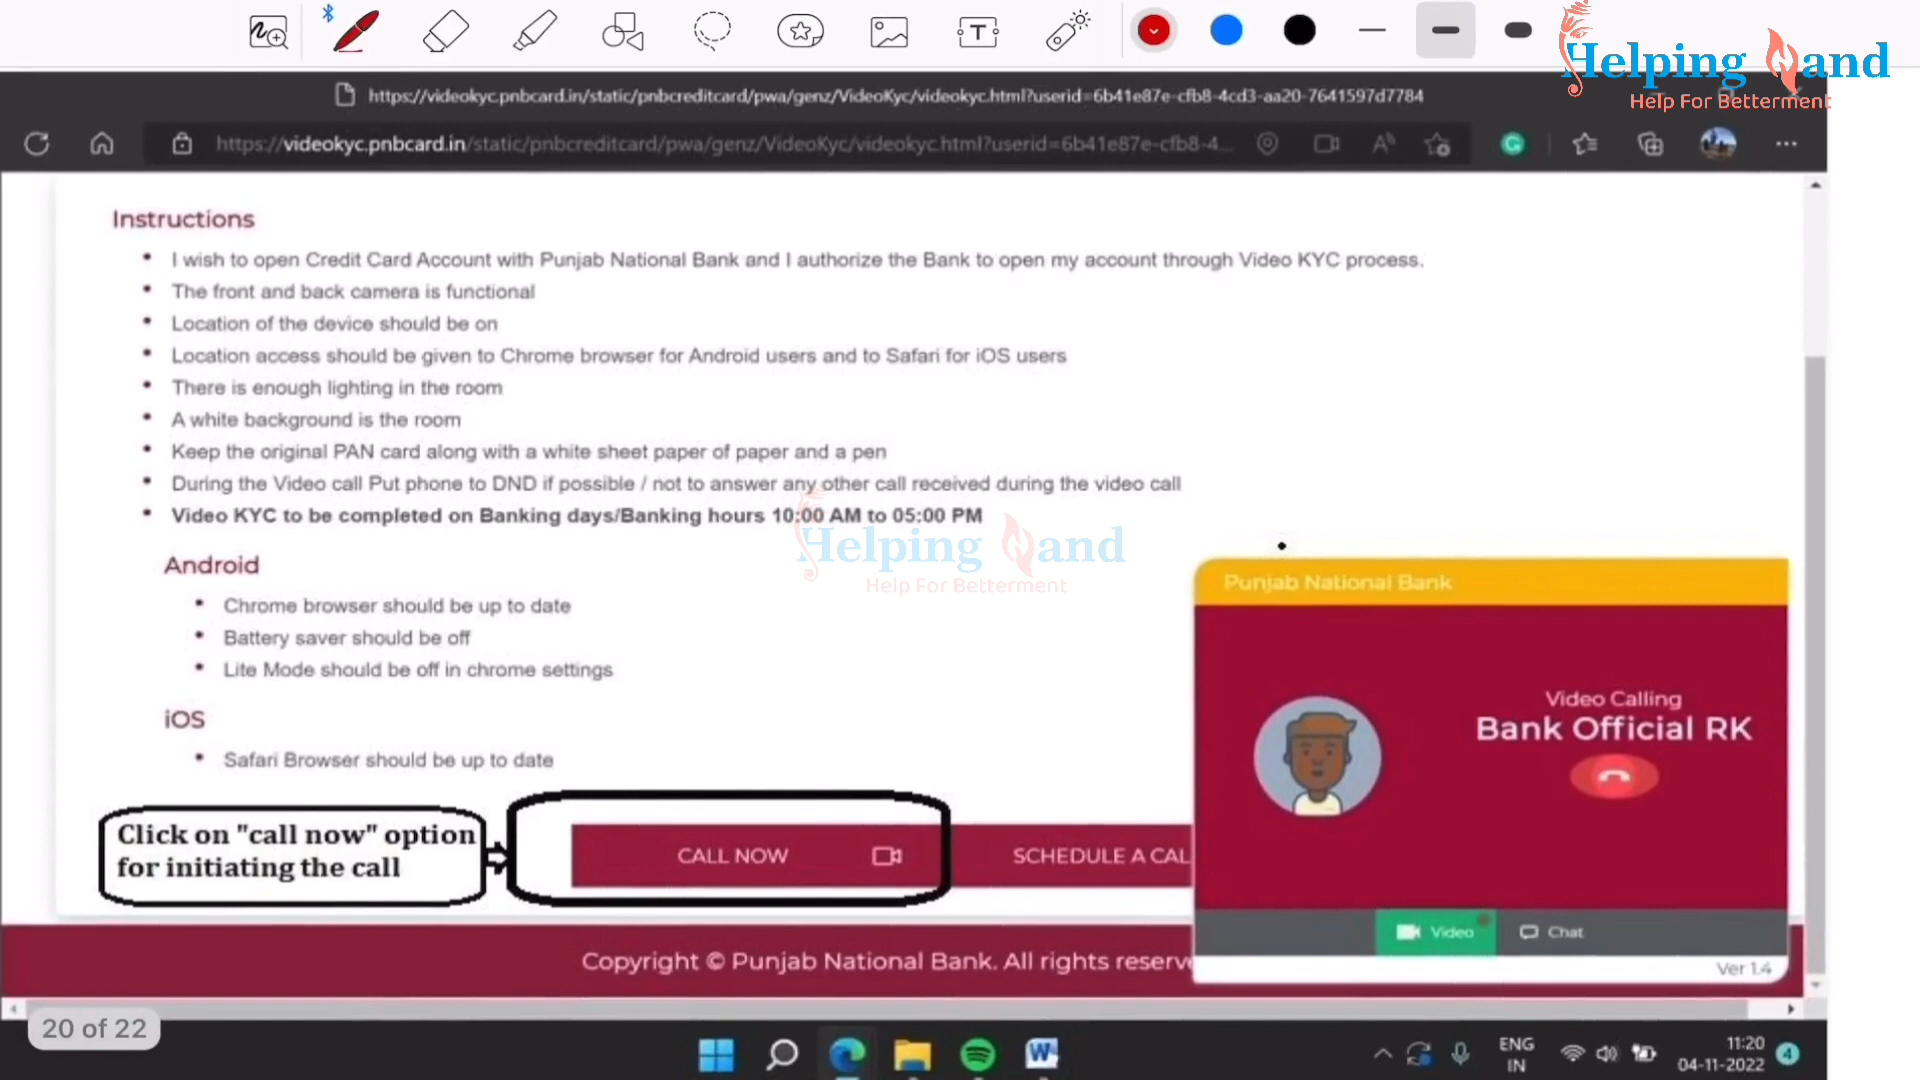 Helping Hand
Help For Betterment
https://videokyc.pnbcard.in/static/pnbcreditcard/pwa/genz/VideoKyc/videokyc.html?userid=6b41e87e-cfb8-4cd3-aa20-7641597d7784
https://videokyc.pnbcard.in/static/pnbcreditcard/pwa/genz/VideoKyc/videokyc.html?userid=6b41e87e-cfb8-4...
Instructions
I wish to open Credit Card Account with Punjab National Bank and I authorize the Bank to open my account through Video KYC process.
The front and back camera is functional
Location of the device should be on
Location access should be given to Chrome browser for Android users and to Safari for iOS users
There is enough lighting in the room
A white background is the room
Keep the original PAN card along with a white sheet paper of paper and a pen
During the Video call Put phone to DND if possible / not to answer any other call received during the video call
Video KYC to be completed on Banking days/Banking hours 10:00 AM to 05:00 PM
Helping Hand
Help For Betterment
Android
Chrome browser should be up to date
Battery saver should be off
Lite Mode should be off in chrome settings
iOS
Safari Browser should be up to date
Click on "call now" option
for initiating the call
CALL NOW
SCHEDULE A CAL
Punjab National Bank
Video Calling
Bank Official RK
Video
Chat
Ver 1.4
Copyright © Punjab National Bank. All rights reserve
20 of 22
ENG
IN
11:20
04-11-2022
4